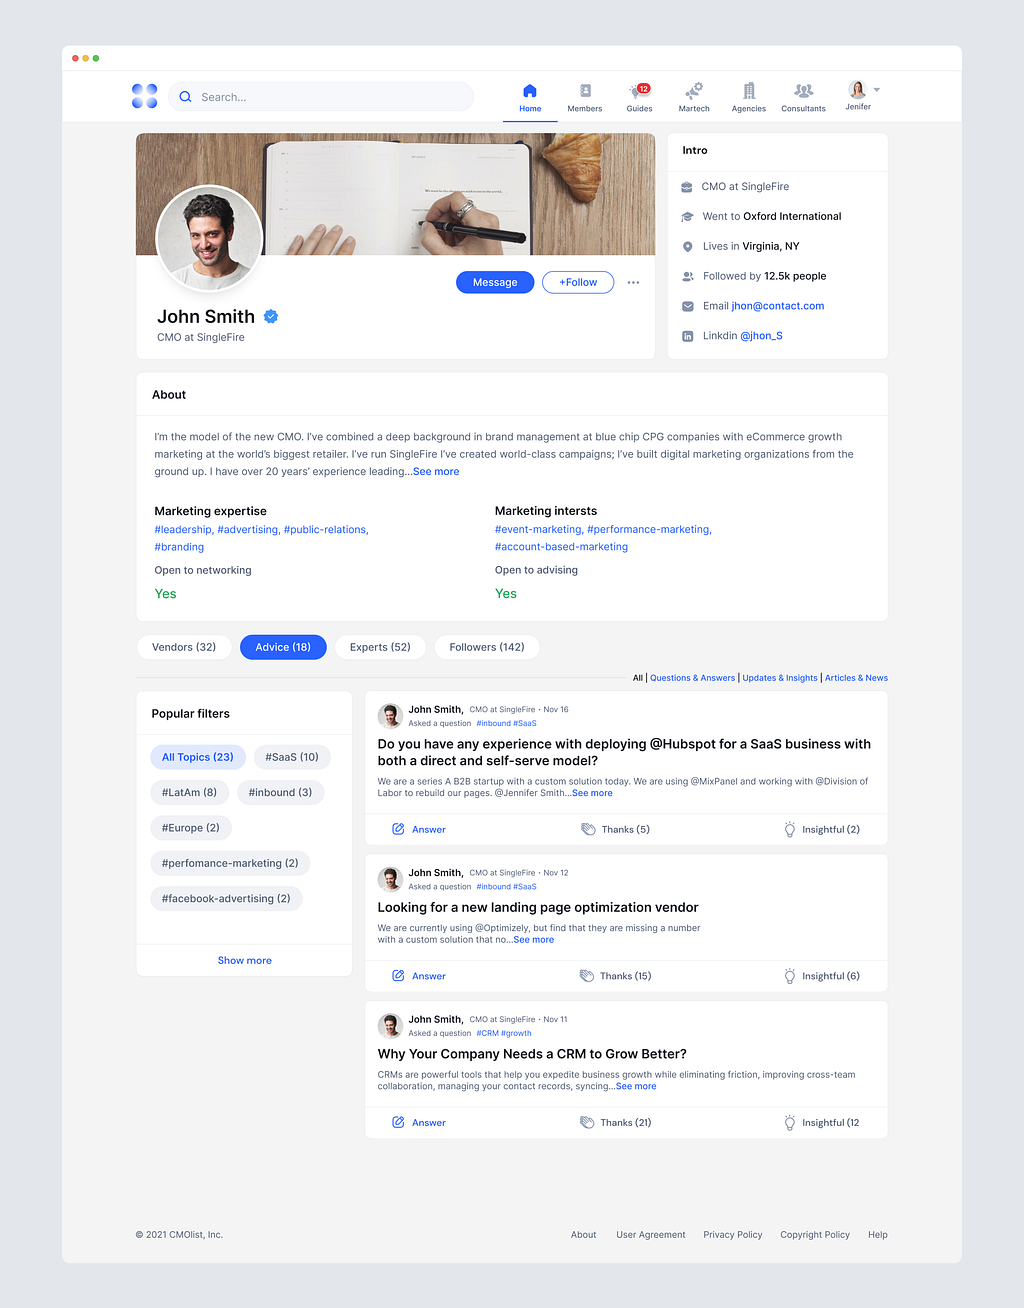 Search...
Home
Members
12
Guides
Martech
Agencies
Consultants
Jenifer
Message
+Follow
John Smith
CMO at SingleFire
Intro
CMO at SingleFire
Went to Oxford International
Lives in Virginia, NY
Followed by 12.5k people
Email jhon@contact.com
Linkdin @jhon_S
About
I'm the model of the new CMO. I've combined a deep background in brand management at blue chip CPG companies with eCommerce growth
marketing at the world's biggest retailer. I've run SingleFire I've created world-class campaigns; I've built digital marketing organizations from the
ground up. I have over 20 years' experience leading...See more
Marketing expertise
#leadership, #advertising, #public-relations,
#branding
Open to networking
Yes
Marketing intersts
#event-marketing, #performance-marketing,
#account-based-marketing
Open to advising
Yes
Vendors (32)
Advice (18)
Experts (52)
Followers (142)
All | Questions & Answers | Updates & Insights | Articles & News
Popular filters
All Topics (23)
#SaaS (10)
#LatAm (8)
#inbound (3)
#Europe (2)
#perfomance-marketing (2)
#facebook-advertising (2)
Show more
John Smith, CMO at SingleFire • Nov 16
Asked a question #inbound #SaaS
Do you have any experience with deploying @Hubspot for a SaaS business with
both a direct and self-serve model?
We are a series A B2B startup with a custom solution today. We are using @MixPanel and working with @Division of
Labor to rebuild our pages. @Jennifer Smith...See more
Answer
Thanks (5)
Insightful (2)
John Smith, CMO at SingleFire • Nov 12
Asked a question #inbound #SaaS
Looking for a new landing page optimization vendor
We are currently using @Optimizely, but find that they are missing a number
with a custom solution that no...See more
Answer
Thanks (15)
Insightful (6)
John Smith, CMO at SingleFire • Nov 11
Asked a question #CRM #growth
Why Your Company Needs a CRM to Grow Better?
CRMs are powerful tools that help you expedite business growth while eliminating friction, improving cross-team
collaboration, managing your contact records, syncing...See more
Answer
Thanks (21)
Insightful (12
© 2021 CMOlist, Inc.
About
User Agreement
Privacy Policy
Copyright Policy
Help